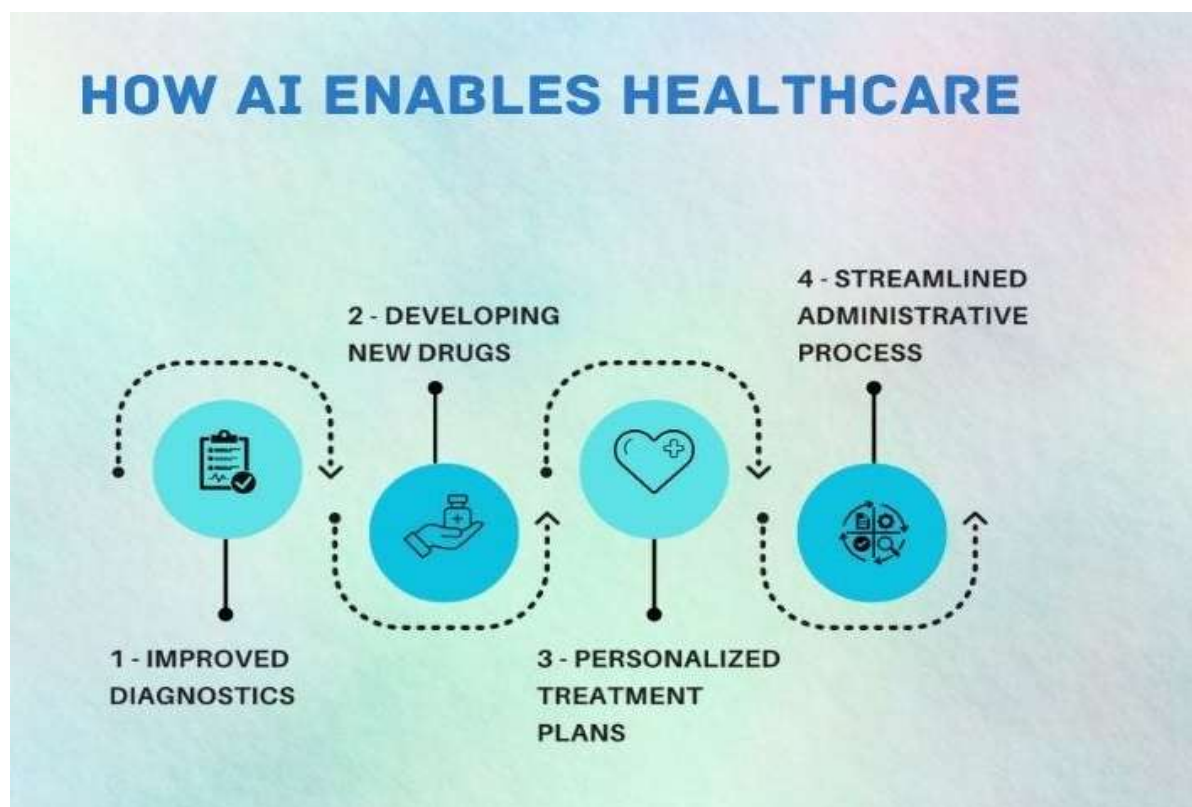 HOW AI ENABLES HEALTHCARE
1 - IMPROVED
DIAGNOSTICS
2 - DEVELOPING
NEW DRUGS
3 - PERSONALIZED
TREATMENT
PLANS
4 - STREAMLINED
ADMINISTRATIVE
PROCESS